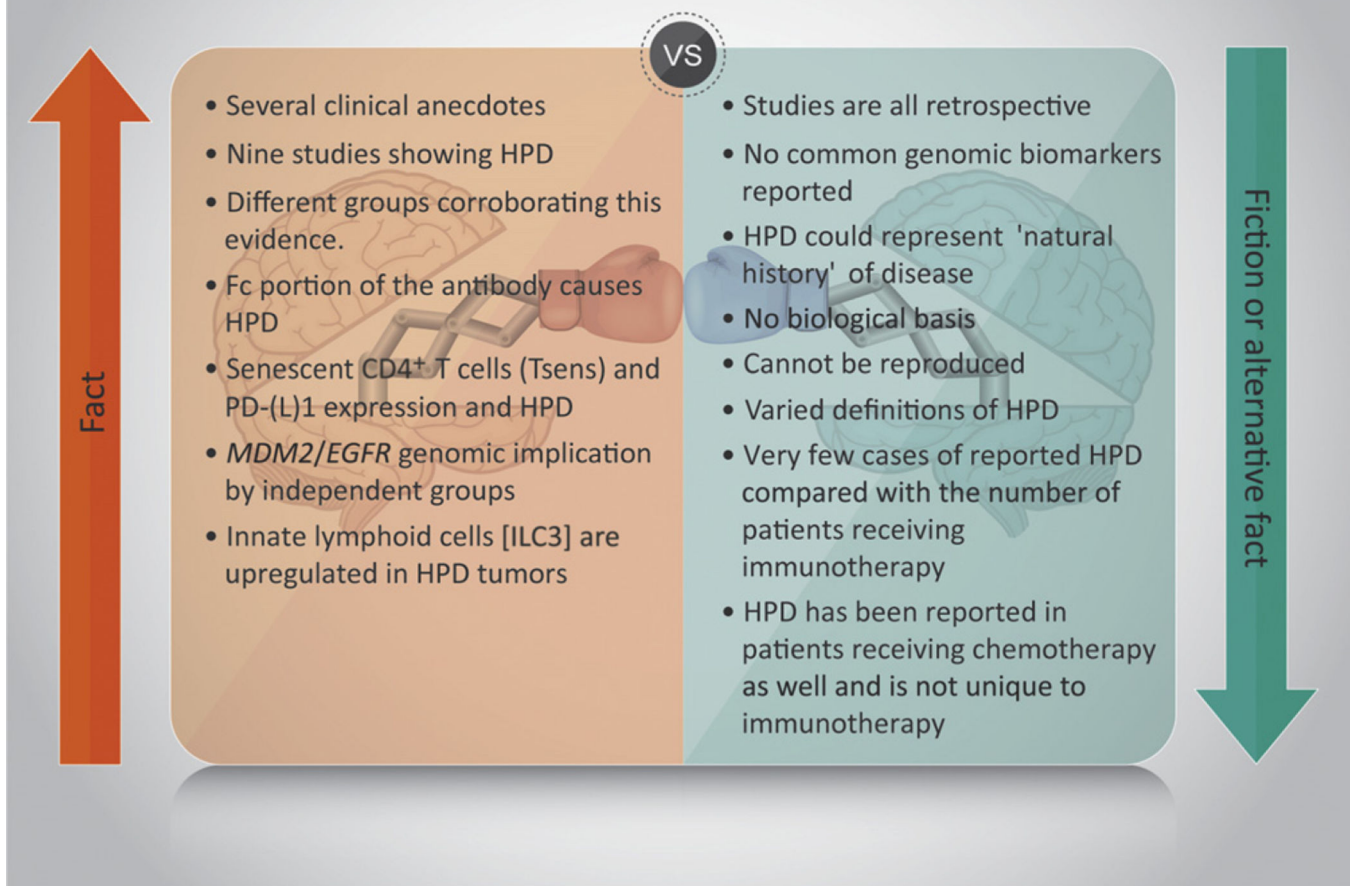 VS
Fact
• Several clinical anecdotes
• Nine studies showing HPD
• Different groups corroborating this
evidence.
• Fc portion of the antibody causes
HPD
• Senescent CD4⁺ T cells (Tsens) and
PD-(L)1 expression and HPD
• MDM2/EGFR genomic implication
by independent groups
• Innate lymphoid cells [ILC3] are
upregulated in HPD tumors
• Studies are all retrospective
• No common genomic biomarkers
reported
• HPD could represent 'natural
history' of disease
• No biological basis
• Cannot be reproduced
• Varied definitions of HPD
• Very few cases of reported HPD
compared with the number of
patients receiving
immunotherapy
• HPD has been reported in
patients receiving chemotherapy
as well and is not unique to
immunotherapy
Fiction or alternative fact